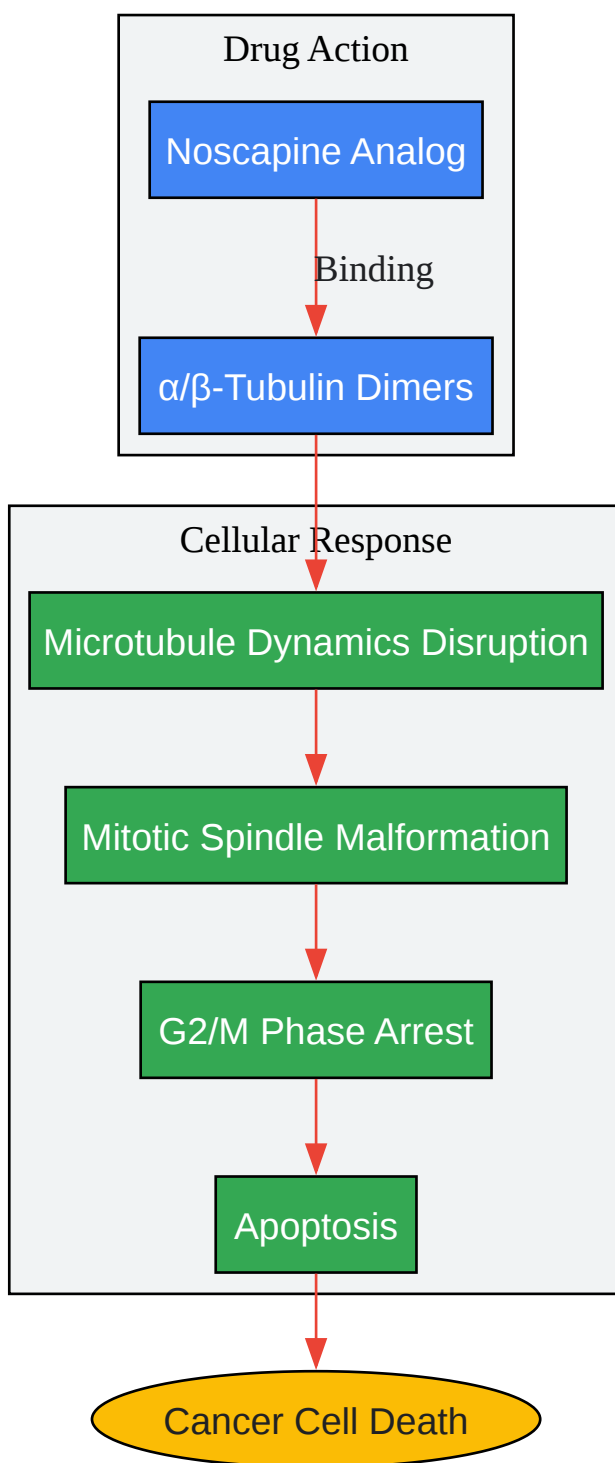 Drug Action
Noscapine Analog
Binding
α/β-Tubulin Dimers
Cellular Response
Microtubule Dynamics Disruption
Mitotic Spindle Malformation
G2/M Phase Arrest
Apoptosis
Cancer Cell Death